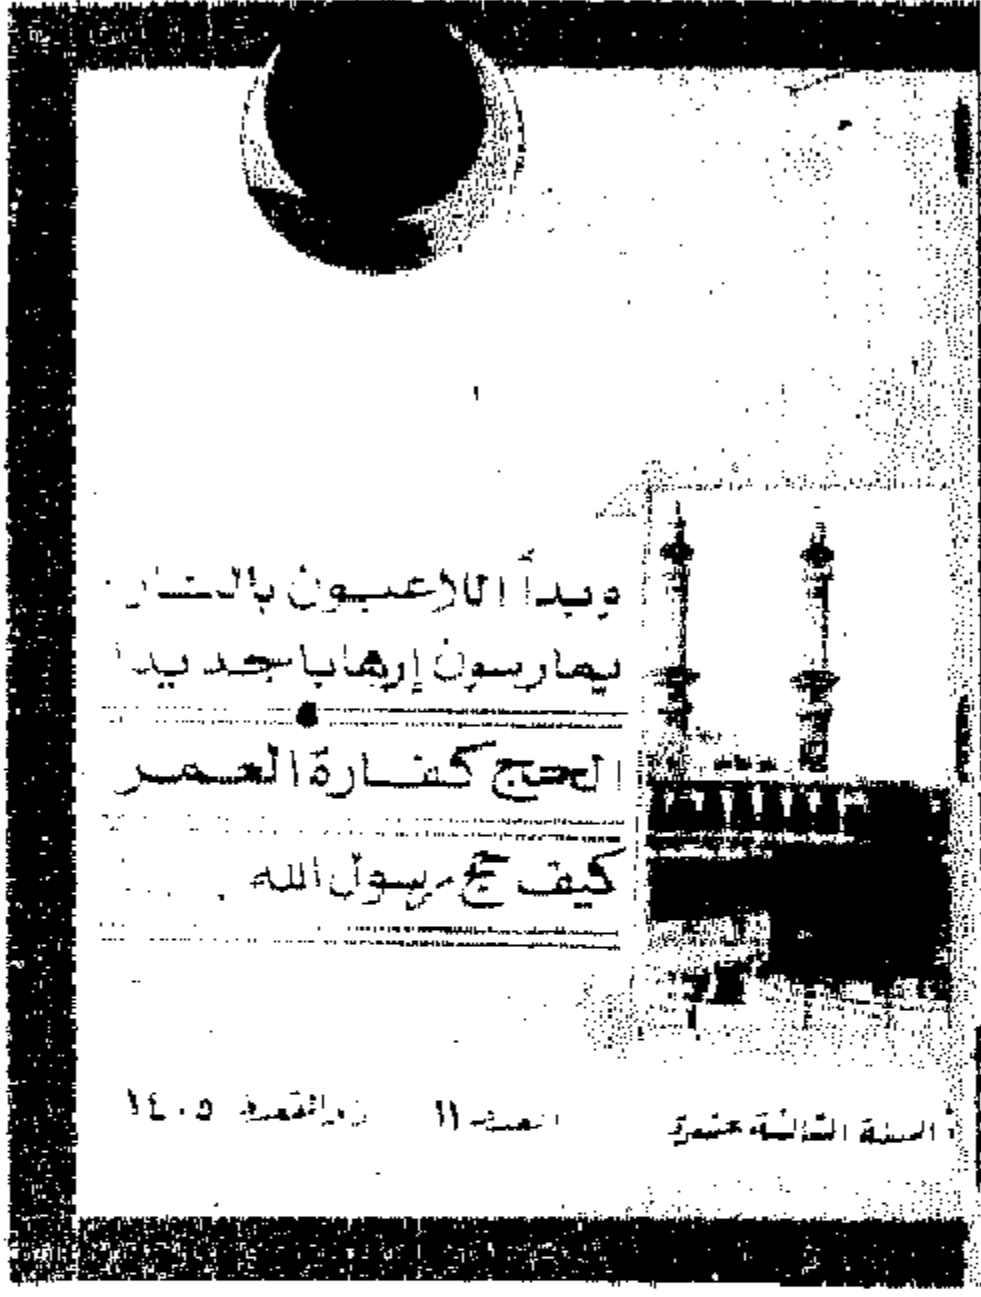 وبدأ اللاعبون بالنار
يمارسون إرهابا جديدا
الحج كفارة العمر
كيف حج رسول الله
السنة الثالثة عشرة العدد ١١ ذو القعدة ١٤٠٥